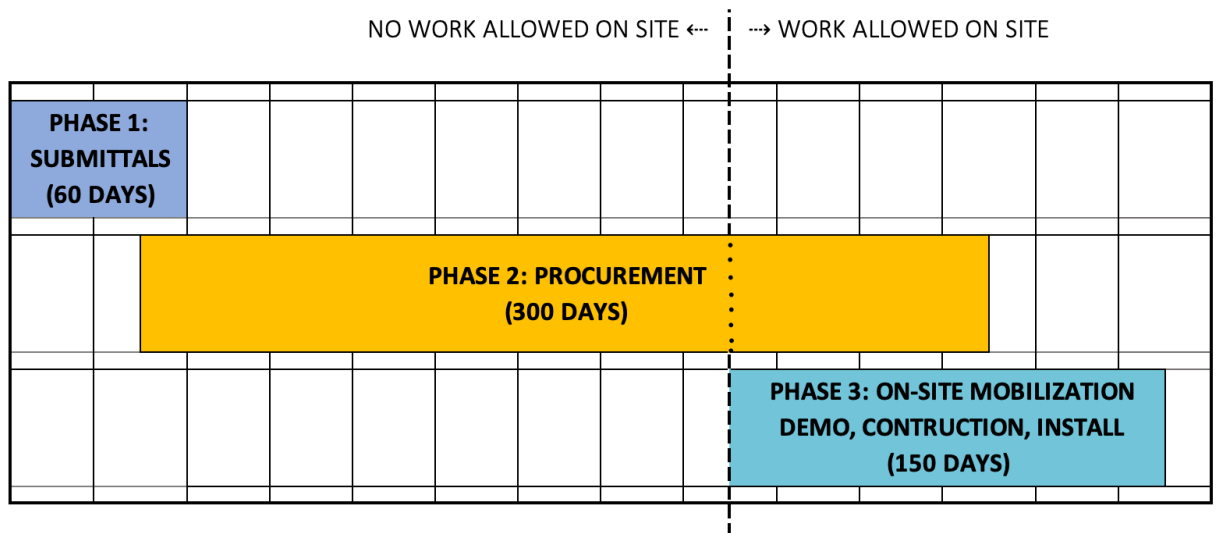 NO WORK ALLOWED ON SITE ⇠ ⇢ WORK ALLOWED ON SITE
PHASE 1:
SUBMITTALS
(60 DAYS)
PHASE 2: PROCUREMENT
(300 DAYS)
PHASE 3: ON-SITE MOBILIZATION
DEMO, CONTRUCTION, INSTALL
(150 DAYS)